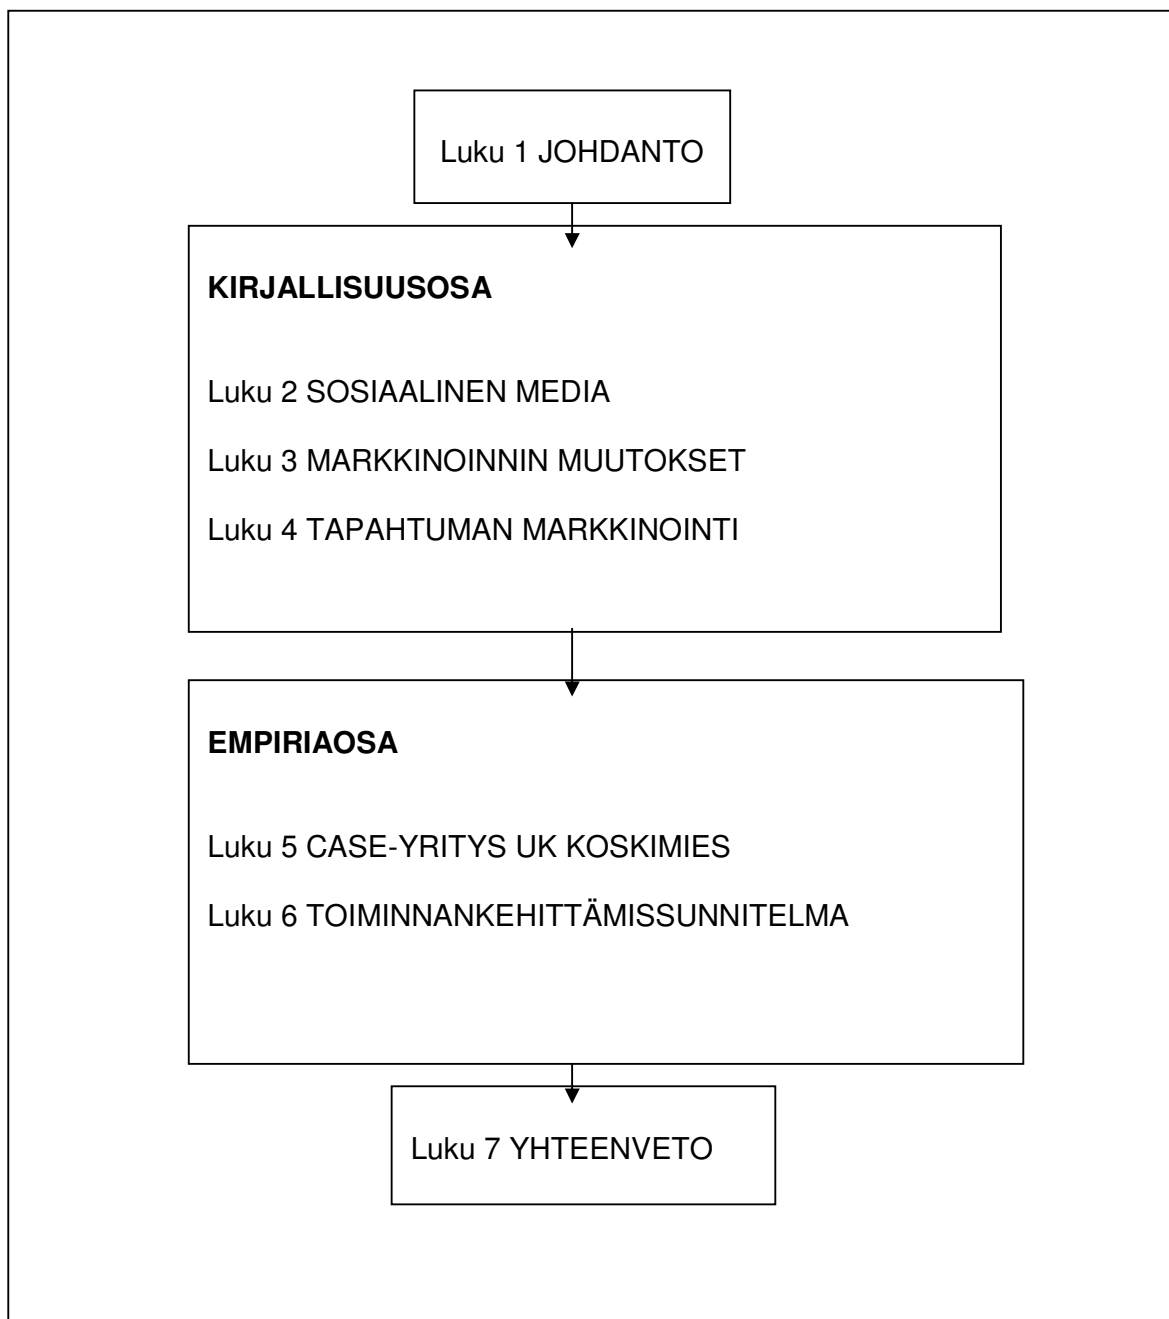 Luku 1 JOHDANTO
KIRJALLISUUSOSA
Luku 2 SOSIAALINEN MEDIA
Luku 3 MARKKINOINNIN MUUTOKSET
Luku 4 TAPAHTUMAN MARKKINOINTI
EMPIRIAOSA
Luku 5 CASE-YRITYS UK KOSKIMIES
Luku 6 TOIMINNANKEHITTÄMISSUNNITELMA
Luku 7 YHTEENVETO